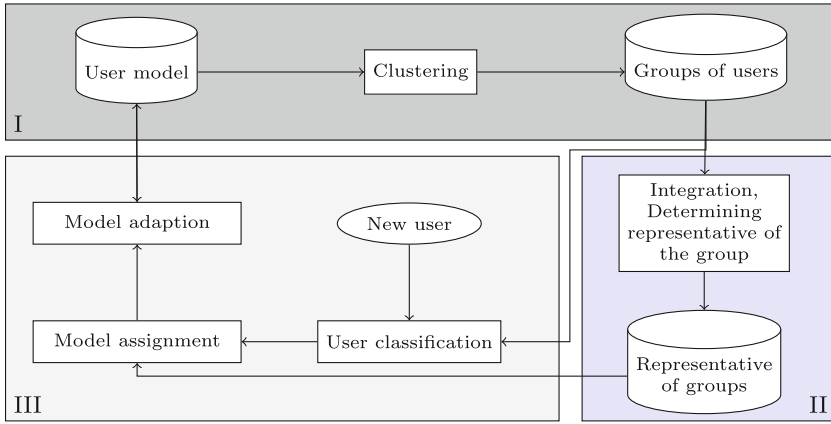 User model
Clustering
Groups of users
I
Model adaption
New user
Integration,
Determining
representative of
the group
Model assignment
User classification
Representative
of groups
III
II